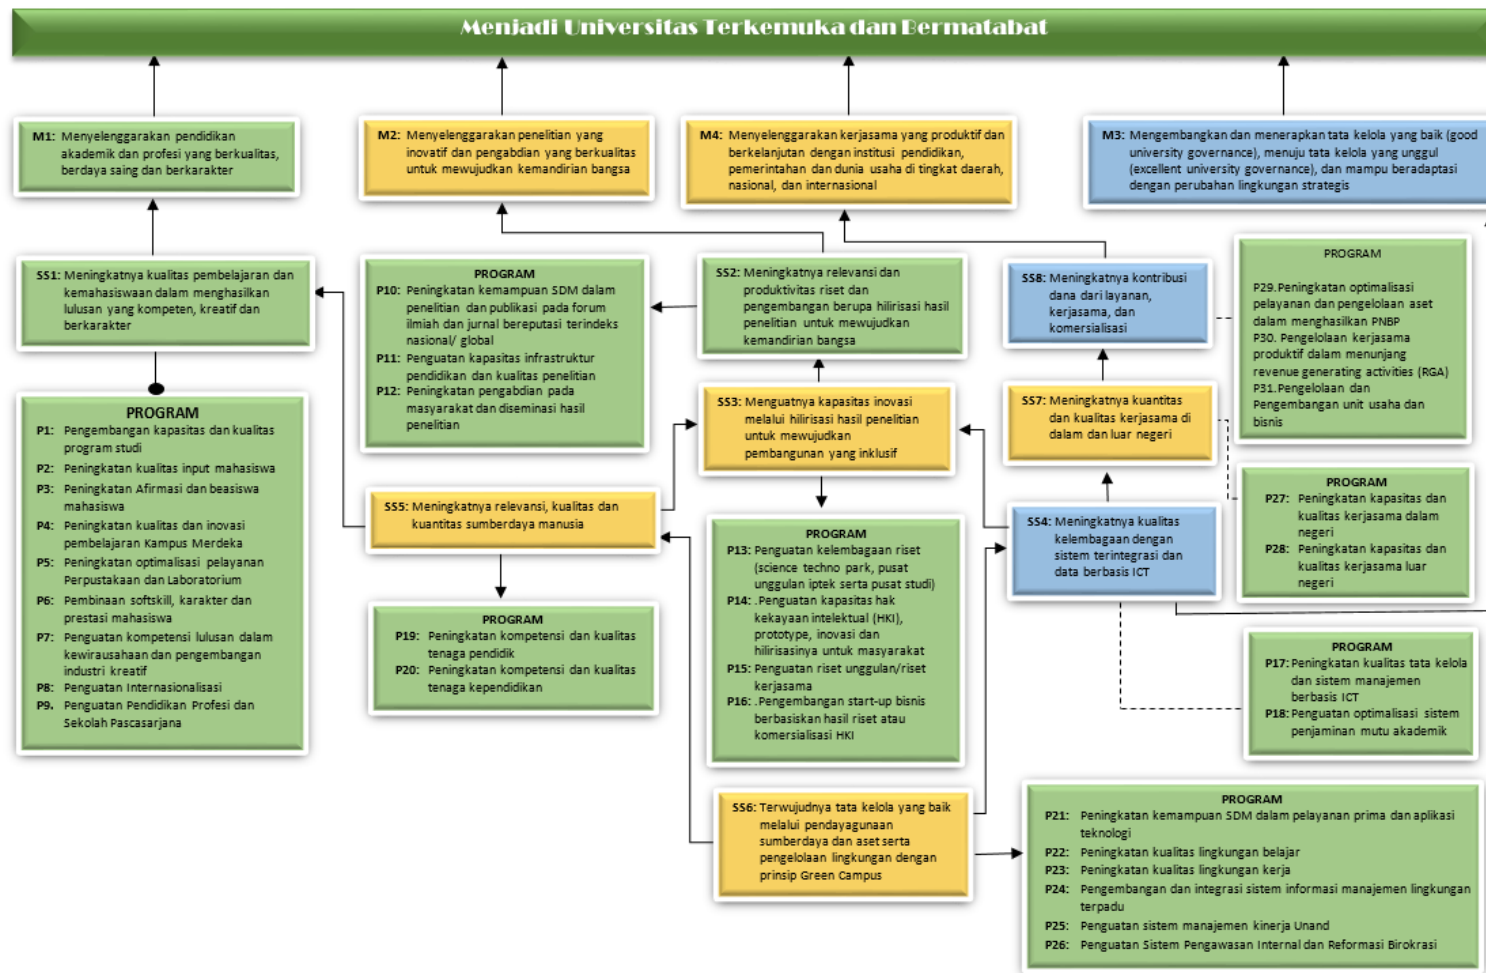 Menjadi Universitas Terkemuka dan Bermatabat
M1: Menyelenggarakan pendidikan
akademik dan profesi yang berkualitas,
berdaya saing dan berkarakter
M2: Menyelenggarakan penelitian yang
inovatif dan pengabdian yang berkualitas
untuk mewujudkan kemandirian bangsa
M4: Menyelenggarakan kerjasama yang produktif dan
berkelanjutan dengan institusi pendidikan,
pemerintahan dan dunia usaha di tingkat daerah,
nasional, dan internasional
M3: Mengembangkan dan menerapkan tata kelola yang baik (good
university governance), menuju tata kelola yang unggul
(excellent university governance), dan mampu beradaptasi
dengan perubahan lingkungan strategis
SS1: Meningkatnya kualitas pembelajaran dan
kemahasiswaan dalam menghasilkan
lulusan yang kompeten, kreatif dan
berkarakter
PROGRAM
P10: Peningkatan kemampuan SDM dalam
penelitian dan publikasi pada forum
ilmiah dan jurnal bereputasi terindeks
nasional/ global
P11: Penguatan kapasitas infrastruktur
pendidikan dan kualitas penelitian
P12: Peningkatan pengabdian pada
masyarakat dan diseminasi hasil
penelitian
SS2: Meningkatnya relevansi dan
produktivitas riset dan
pengembangan berupa hilirisasi hasil
penelitian untuk mewujudkan
kemandirian bangsa
SS8: Meningkatnya kontribusi
dana dari layanan,
kerjasama, dan
komersialisasi
PROGRAM
P29.Peningkatan optimalisasi
pelayanan dan pengelolaan aset
dalam menghasilkan PNBP
P30. Pengelolaan kerjasama
produktif dalam menunjang
revenue generating activities (RGA)
P31.Pengelolaan dan
Pengembangan unit usaha dan
bisnis
PROGRAM
P1: Pengembangan kapasitas dan kualitas
program studi
P2: Peningkatan kualitas input mahasiswa
P3: Peningkatan Afirmasi dan beasiswa
mahasiswa
P4: Peningkatan kualitas dan inovasi
pembelajaran Kampus Merdeka
P5: Peningkatan optimalisasi pelayanan
Perpustakaan dan Laboratorium
P6: Pembinaan softskill, karakter dan
prestasi mahasiswa
P7: Penguatan kompetensi lulusan dalam
kewirausahaan dan pengembangan
industri kreatif
P8: Penguatan Internasionalisasi
P9. Penguatan Pendidikan Profesi dan
Sekolah Pascasarjana
SS3: Menguatnya kapasitas inovasi
melalui hilirisasi hasil penelitian
untuk mewujudkan
pembangunan yang inklusif
SS7: Meningkatnya kuantitas
dan kualitas kerjasama di
dalam dan luar negeri
PROGRAM
P27: Peningkatan kapasitas dan
kualitas kerjasama dalam
negeri
P28: Peningkatan kapasitas dan
kualitas kerjasama luar
negeri
SS5: Meningkatnya relevansi, kualitas dan
kuantitas sumberdaya manusia
SS4: Meningkatnya kualitas
kelembagaan dengan
sistem terintegrasi dan
data berbasis ICT
PROGRAM
P13: Penguatan kelembagaan riset
(science techno park, pusat
unggulan iptek serta pusat studi)
P14: .Penguatan kapasitas hak
kekayaan intelektual (HKI),
prototype, inovasi dan
hilirisasinya untuk masyarakat
P15: Penguatan riset unggulan/riset
kerjasama
P16: .Pengembangan start-up bisnis
berbasiskan hasil riset atau
komersialisasi HKI
PROGRAM
P19: Peningkatan kompetensi dan kualitas
tenaga pendidik
P20: Peningkatan kompetensi dan kualitas
tenaga kependidikan
PROGRAM
P17: Peningkatan kualitas tata kelola
dan sistem manajemen
berbasis ICT
P18: Penguatan optimalisasi sistem
penjaminan mutu akademik
SS6: Terwujudnya tata kelola yang baik
melalui pendayagunaan
sumberdaya dan aset serta
pengelolaan lingkungan dengan
prinsip Green Campus
PROGRAM
P21: Peningkatan kemampuan SDM dalam pelayanan prima dan aplikasi
teknologi
P22: Peningkatan kualitas lingkungan belajar
P23: Peningkatan kualitas lingkungan kerja
P24: Pengembangan dan integrasi sistem informasi manajemen lingkungan
terpadu
P25: Penguatan sistem manajemen kinerja Unand
P26: Penguatan Sistem Pengawasan Internal dan Reformasi Birokrasi